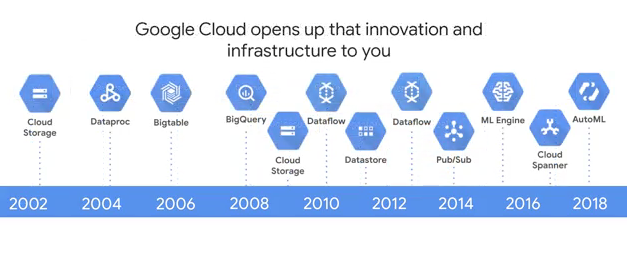 Google Cloud opens up that innovation and
infrastructure to you
Cloud
Storage
Dataproc
Bigtable
BigQuery
Cloud
Storage
Dataflow
Datastore
Dataflow
Pub/Sub
ML Engine
Cloud
Spanner
AutoML
2002 2004 2006 2008 2010 2012 2014 2016 2018